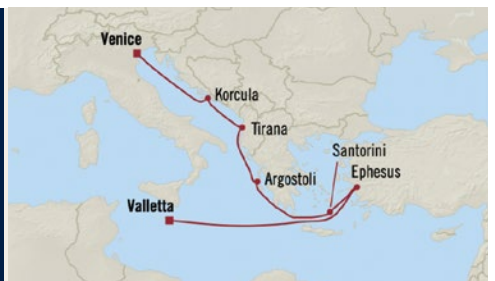 Venice
Korcula
Tirana
Santorini
Ephesus
Argostoli
Valletta